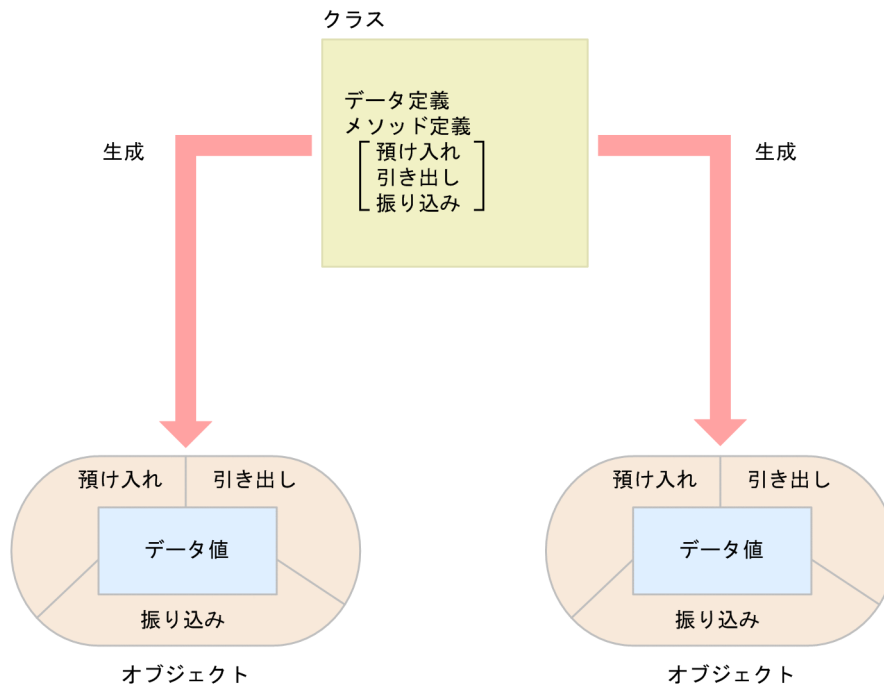 クラス
データ定義
メソッド定義
預け入れ
引き出し
振り込み
生成
生成
預け入れ
引き出し
データ値
振り込み
オブジェクト
預け入れ
引き出し
データ値
振り込み
オブジェクト